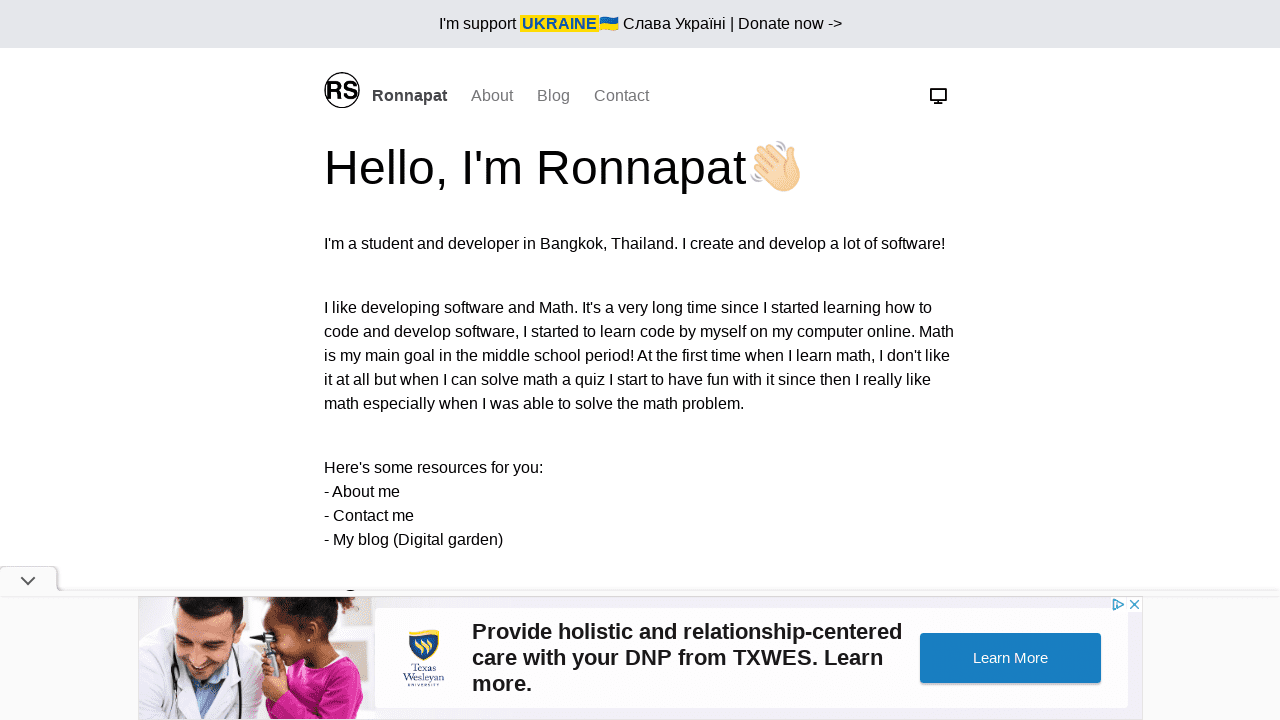 I'm support UKRAINE🇺🇦 Слава Україні | Donate now ->
RS Ronnapat About Blog Contact
Hello, I'm Ronnapat👋🏻
I'm a student and developer in Bangkok, Thailand. I create and develop a lot of software!
I like developing software and Math. It's a very long time since I started learning how to
code and develop software, I started to learn code by myself on my computer online. Math
is my main goal in the middle school period! At the first time when I learn math, I don't like
it at all but when I can solve math a quiz I start to have fun with it since then I really like
math especially when I was able to solve the math problem.
Here's some resources for you:
- About me
- Contact me
- My blog (Digital garden)
Texas
Wesleyan
UNIVERSITY
Provide holistic and relationship-centered
care with your DNP from TXWES. Learn
more.
Learn More